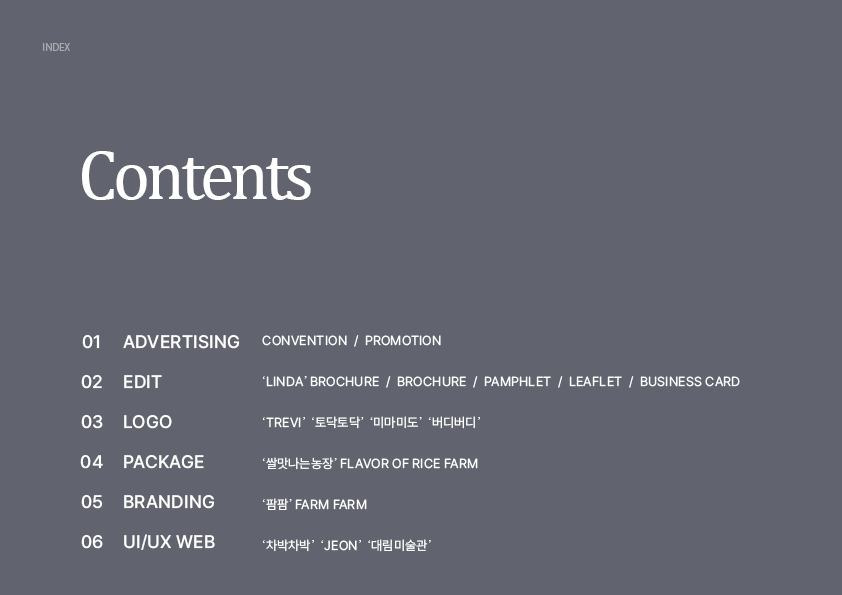 INDEX
Contents
01 ADVERTISING CONVENTION / PROMOTION
02 EDIT ‘LINDA’ BROCHURE / BROCHURE / PAMPHLET / LEAFLET / BUSINESS CARD
03 LOGO ‘TREVI’ ‘토닥토닥’ ‘미마미도’ ‘버디버디’
04 PACKAGE ‘쌀맛나는농장’ FLAVOR OF RICE FARM
05 BRANDING ‘팜팜’ FARM FARM
06 UI/UX WEB ‘차박차박’ ‘JEON’ ‘대림미술관’